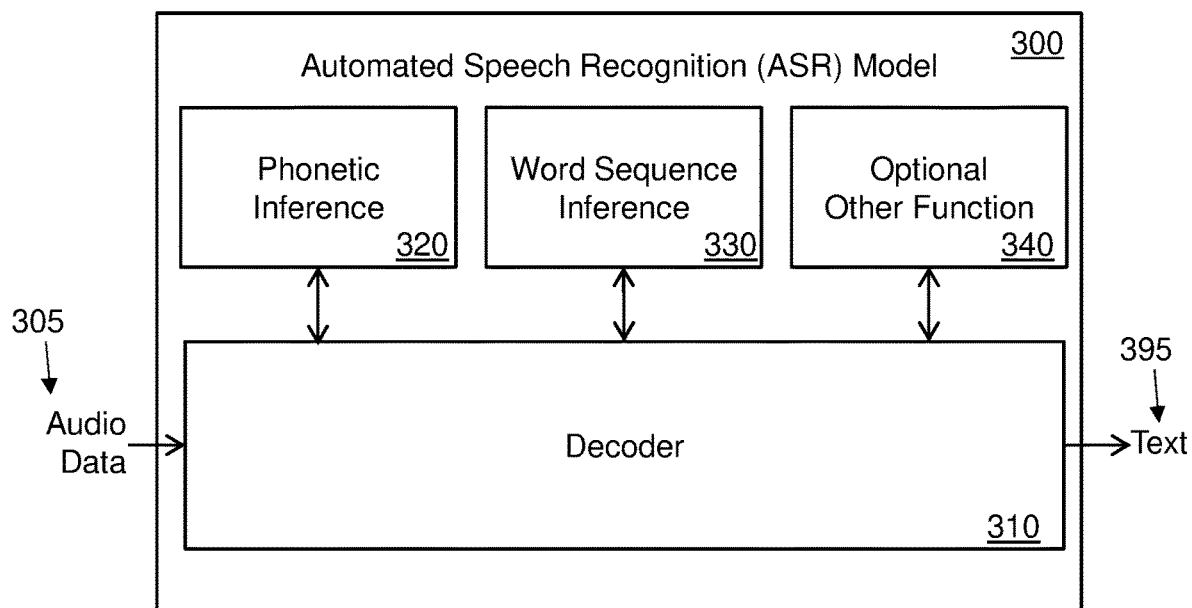 300
Automated Speech Recognition (ASR) Model
Phonetic
Inference
320
Word Sequence
Inference
330
Optional
Other Function
340
305
Audio
Data
Decoder
310
395
Text